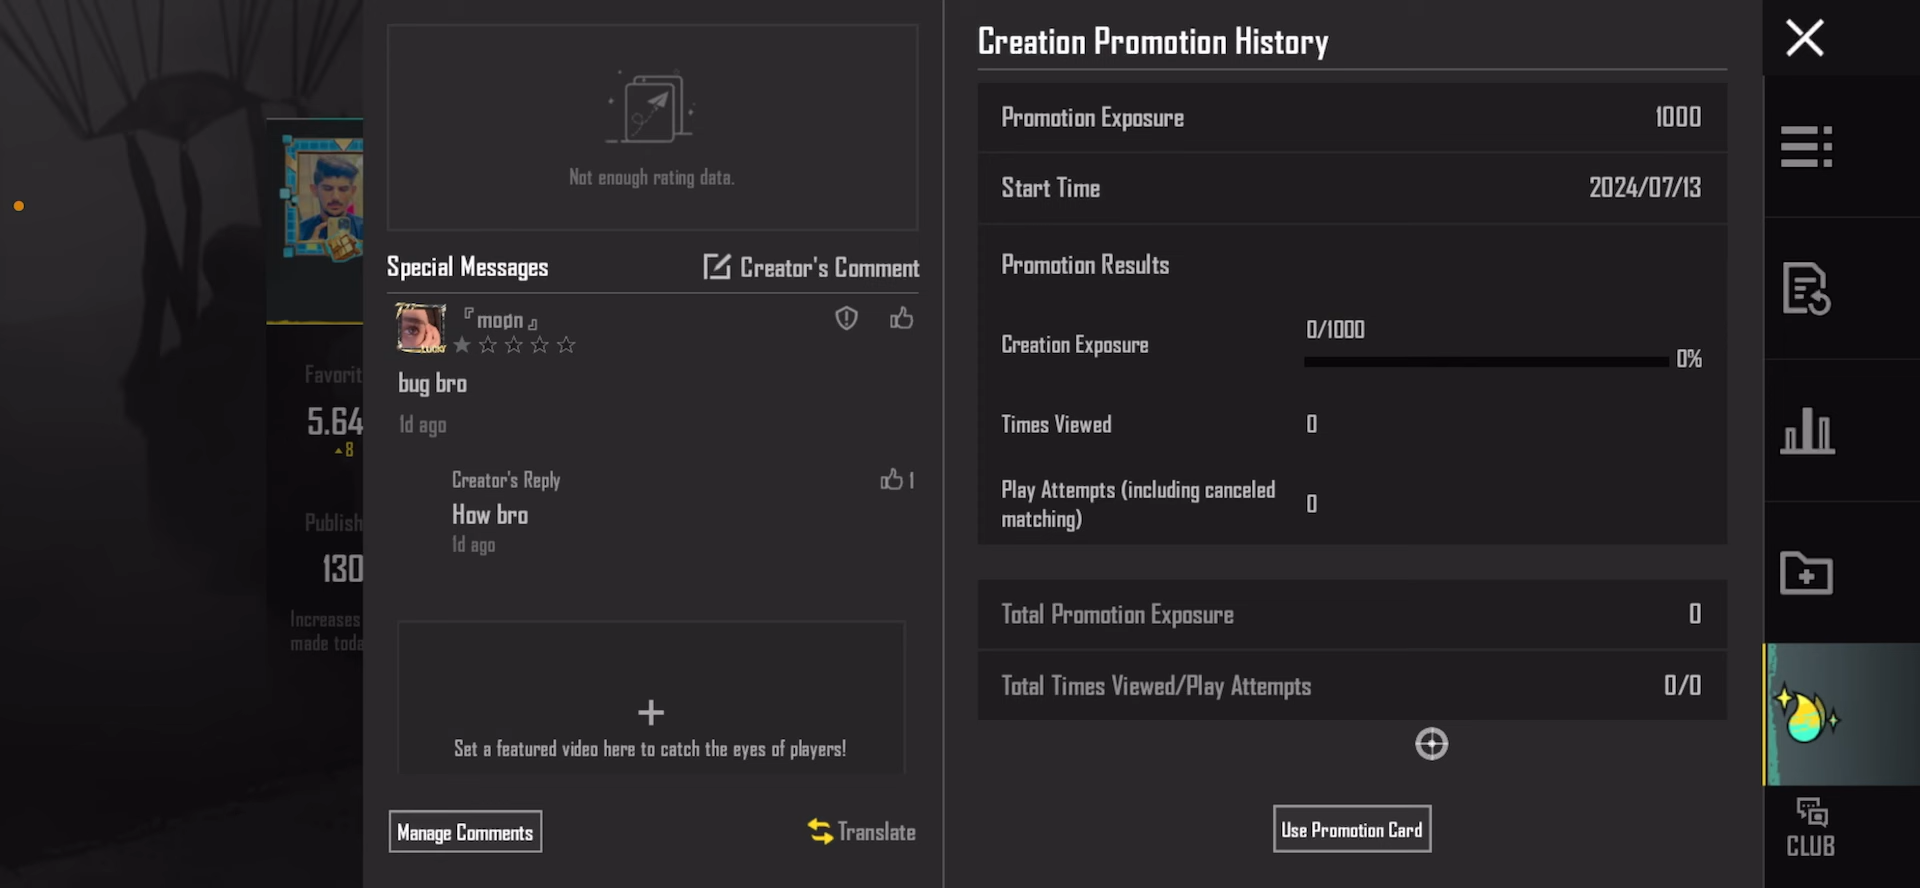 Creation Promotion History
Promotion Exposure 1000
Start Time 2024/07/13
Promotion Results
Creation Exposure 0/1000 0%
Times Viewed 0
Play Attempts (including canceled
matching) 0
Total Promotion Exposure 0
Total Times Viewed/Play Attempts 0/0
Use Promotion Card
Not enough rating data.
Special Messages Creator's Comment
『moøn』
bug bro
1d ago
Creator's Reply 1
How bro
1d ago
Set a featured video here to catch the eyes of players!
Manage Comments Translate
Favorit
5.64
8
Publish
130
Increases
made toda
CLUB